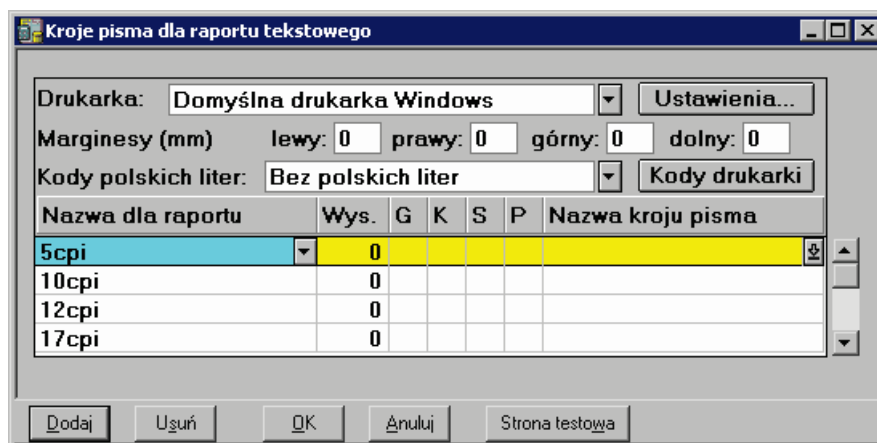 Kroje pisma dla raportu tekstowego
Drukarka: Domyślna drukarka Windows Ustawienia...
Marginesy (mm) lewy: 0 prawy: 0 górny: 0 dolny: 0
Kody polskich liter: Bez polskich liter Kody drukarki
Nazwa dla raportu Wys. G K S P Nazwa kroju pisma
5cpi 0
10cpi 0
12cpi 0
17cpi 0
Dodaj Usuń OK Anuluj Strona testowa